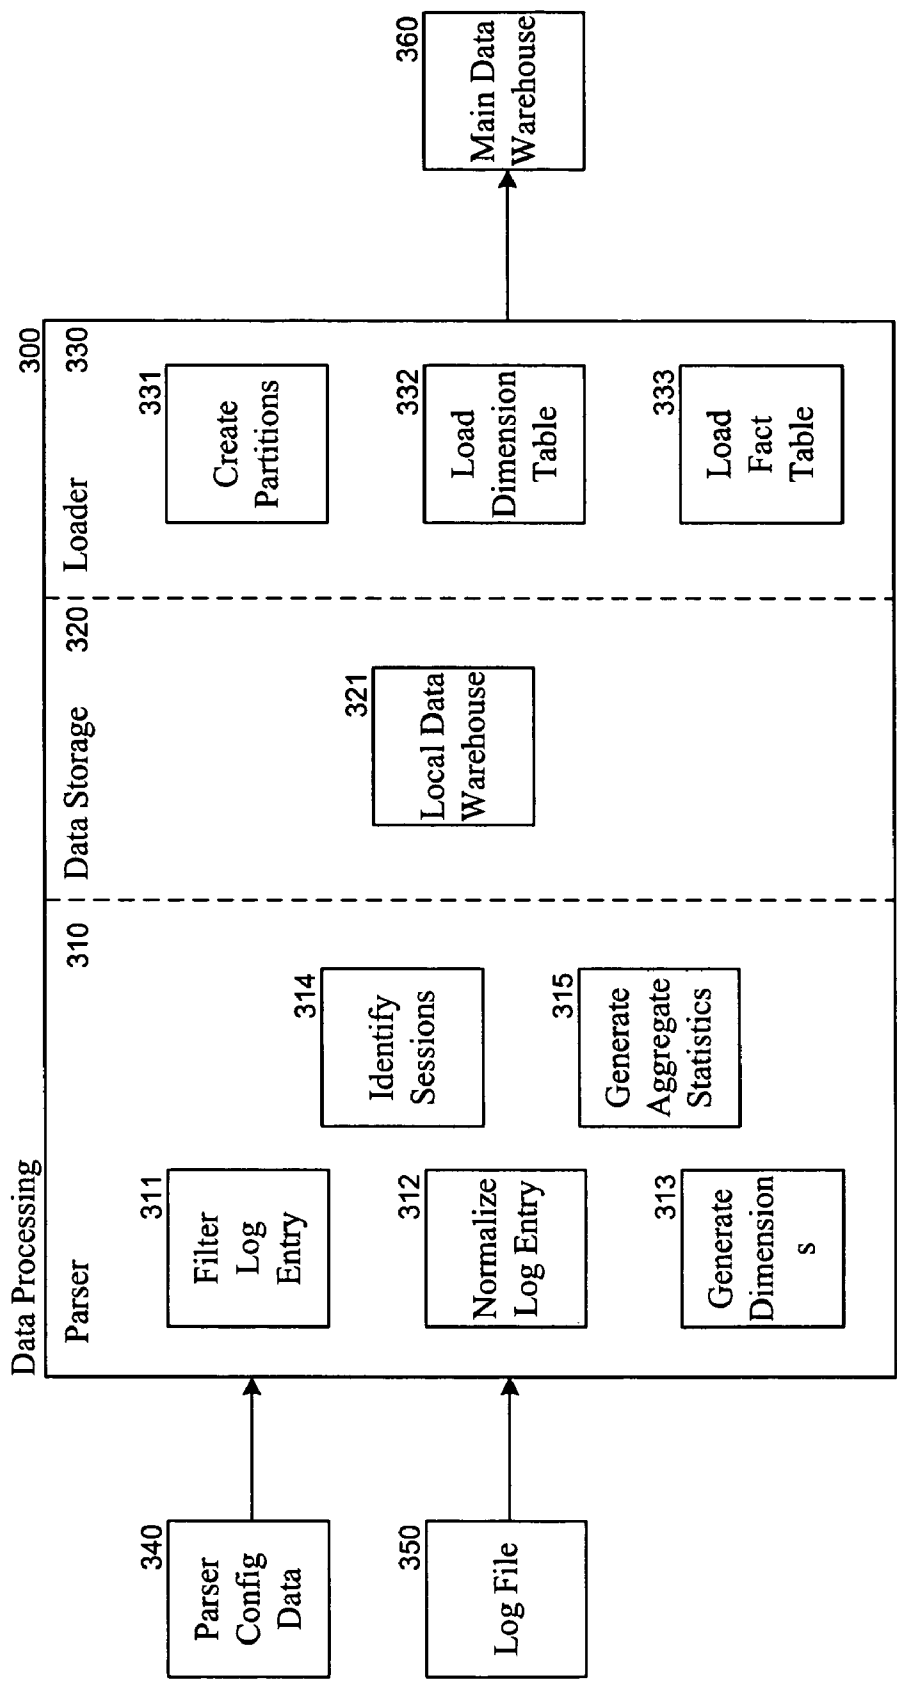 Data Processing
300
Parser
310
Data Storage
320
Loader
330
340
Parser
Config
Data
350
Log File
311
Filter
Log
Entry
312
Normalize
Log Entry
313
Generate
Dimension
s
314
Identify
Sessions
315
Generate
Aggregate
Statistics
321
Local Data
Warehouse
331
Create
Partitions
332
Load
Dimension
Table
333
Load
Fact
Table
360
Main Data
Warehouse